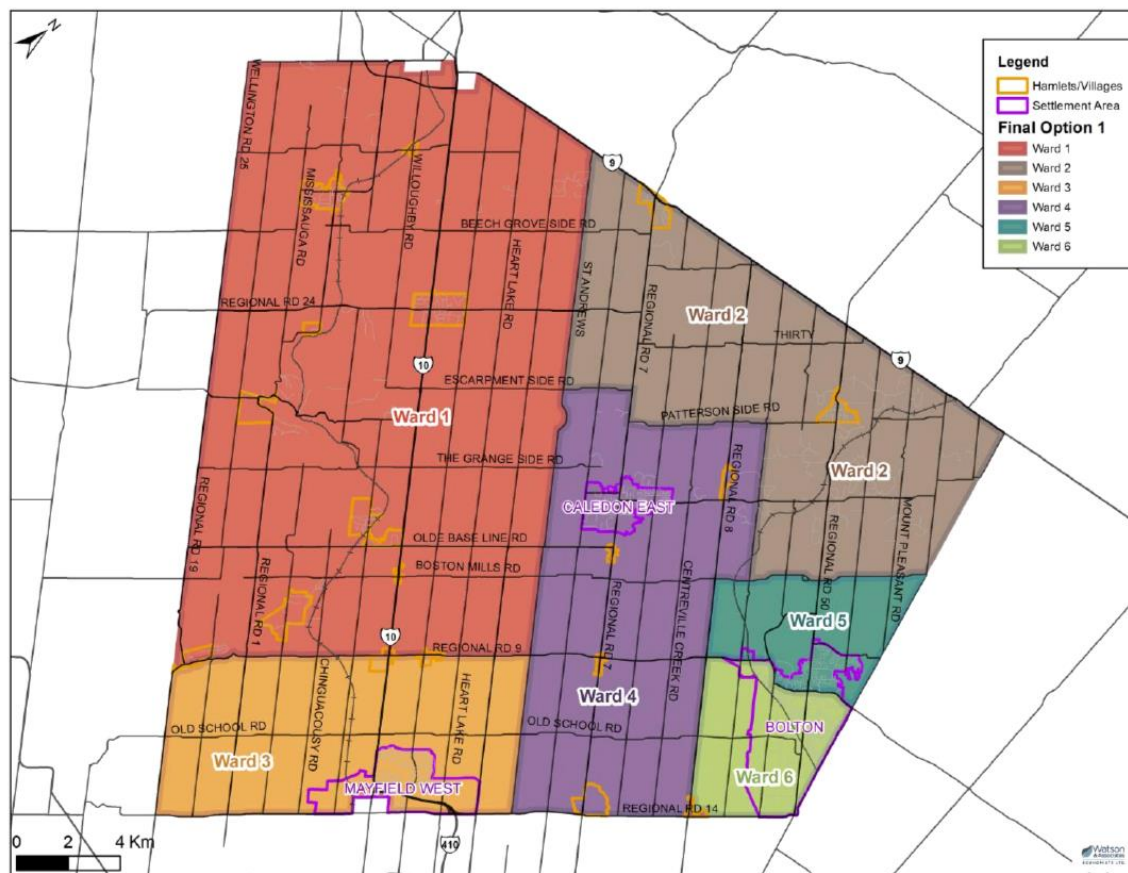 N
WELLINGTON RD 25
MISSISSAUGA RD
WILLOUGHBY RD
9
BEECH GROVE SIDE RD
HEART LAKE RD
ST ANDREWS
REGIONAL RD 7
REGIONAL RD 24
Ward 2
THIRTY
10
9
ESCARPMENT SIDE RD
Ward 1
PATTERSON SIDE RD
THE GRANGE SIDE RD
Ward 2
REGIONAL RD 8
CALEDON EAST
REGIONAL RD 19
OLDE BASE LINE RD
MOUNT PLEASANT RD
REGIONAL RD 50
BOSTON MILLS RD
CENTREVILLE CREEK RD
REGIONAL RD 7
REGIONAL RD 1
Ward 5
10
REGIONAL RD 9
CHINGUACOUSY RD
HEART LAKE RD
Ward 4
OLD SCHOOL RD
OLD SCHOOL RD
BOLTON
Ward 3
Ward 6
MAYFIELD WEST
REGIONAL RD 14
410
0 2 4 Km
Legend
Hamlets/Villages
Settlement Area
Final Option 1
Ward 1
Ward 2
Ward 3
Ward 4
Ward 5
Ward 6
Watson
& Associates
ECONOMISTS LTD.